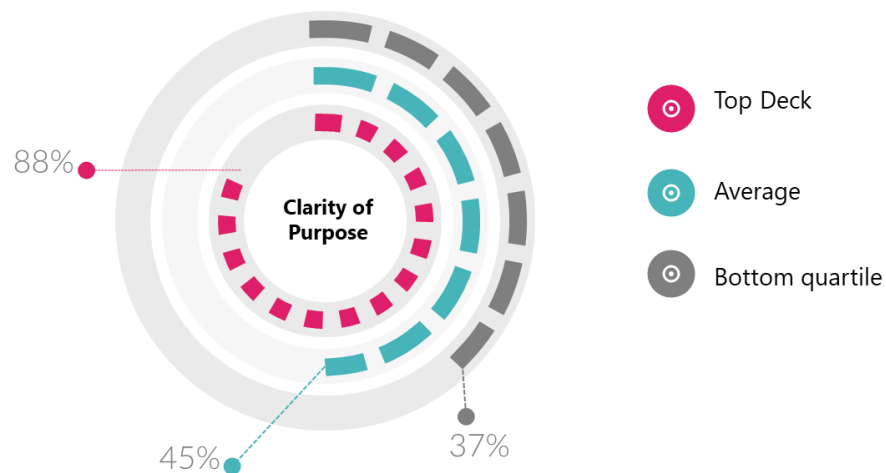 88%
Clarity of
Purpose
45%
37%
Top Deck
Average
Bottom quartile